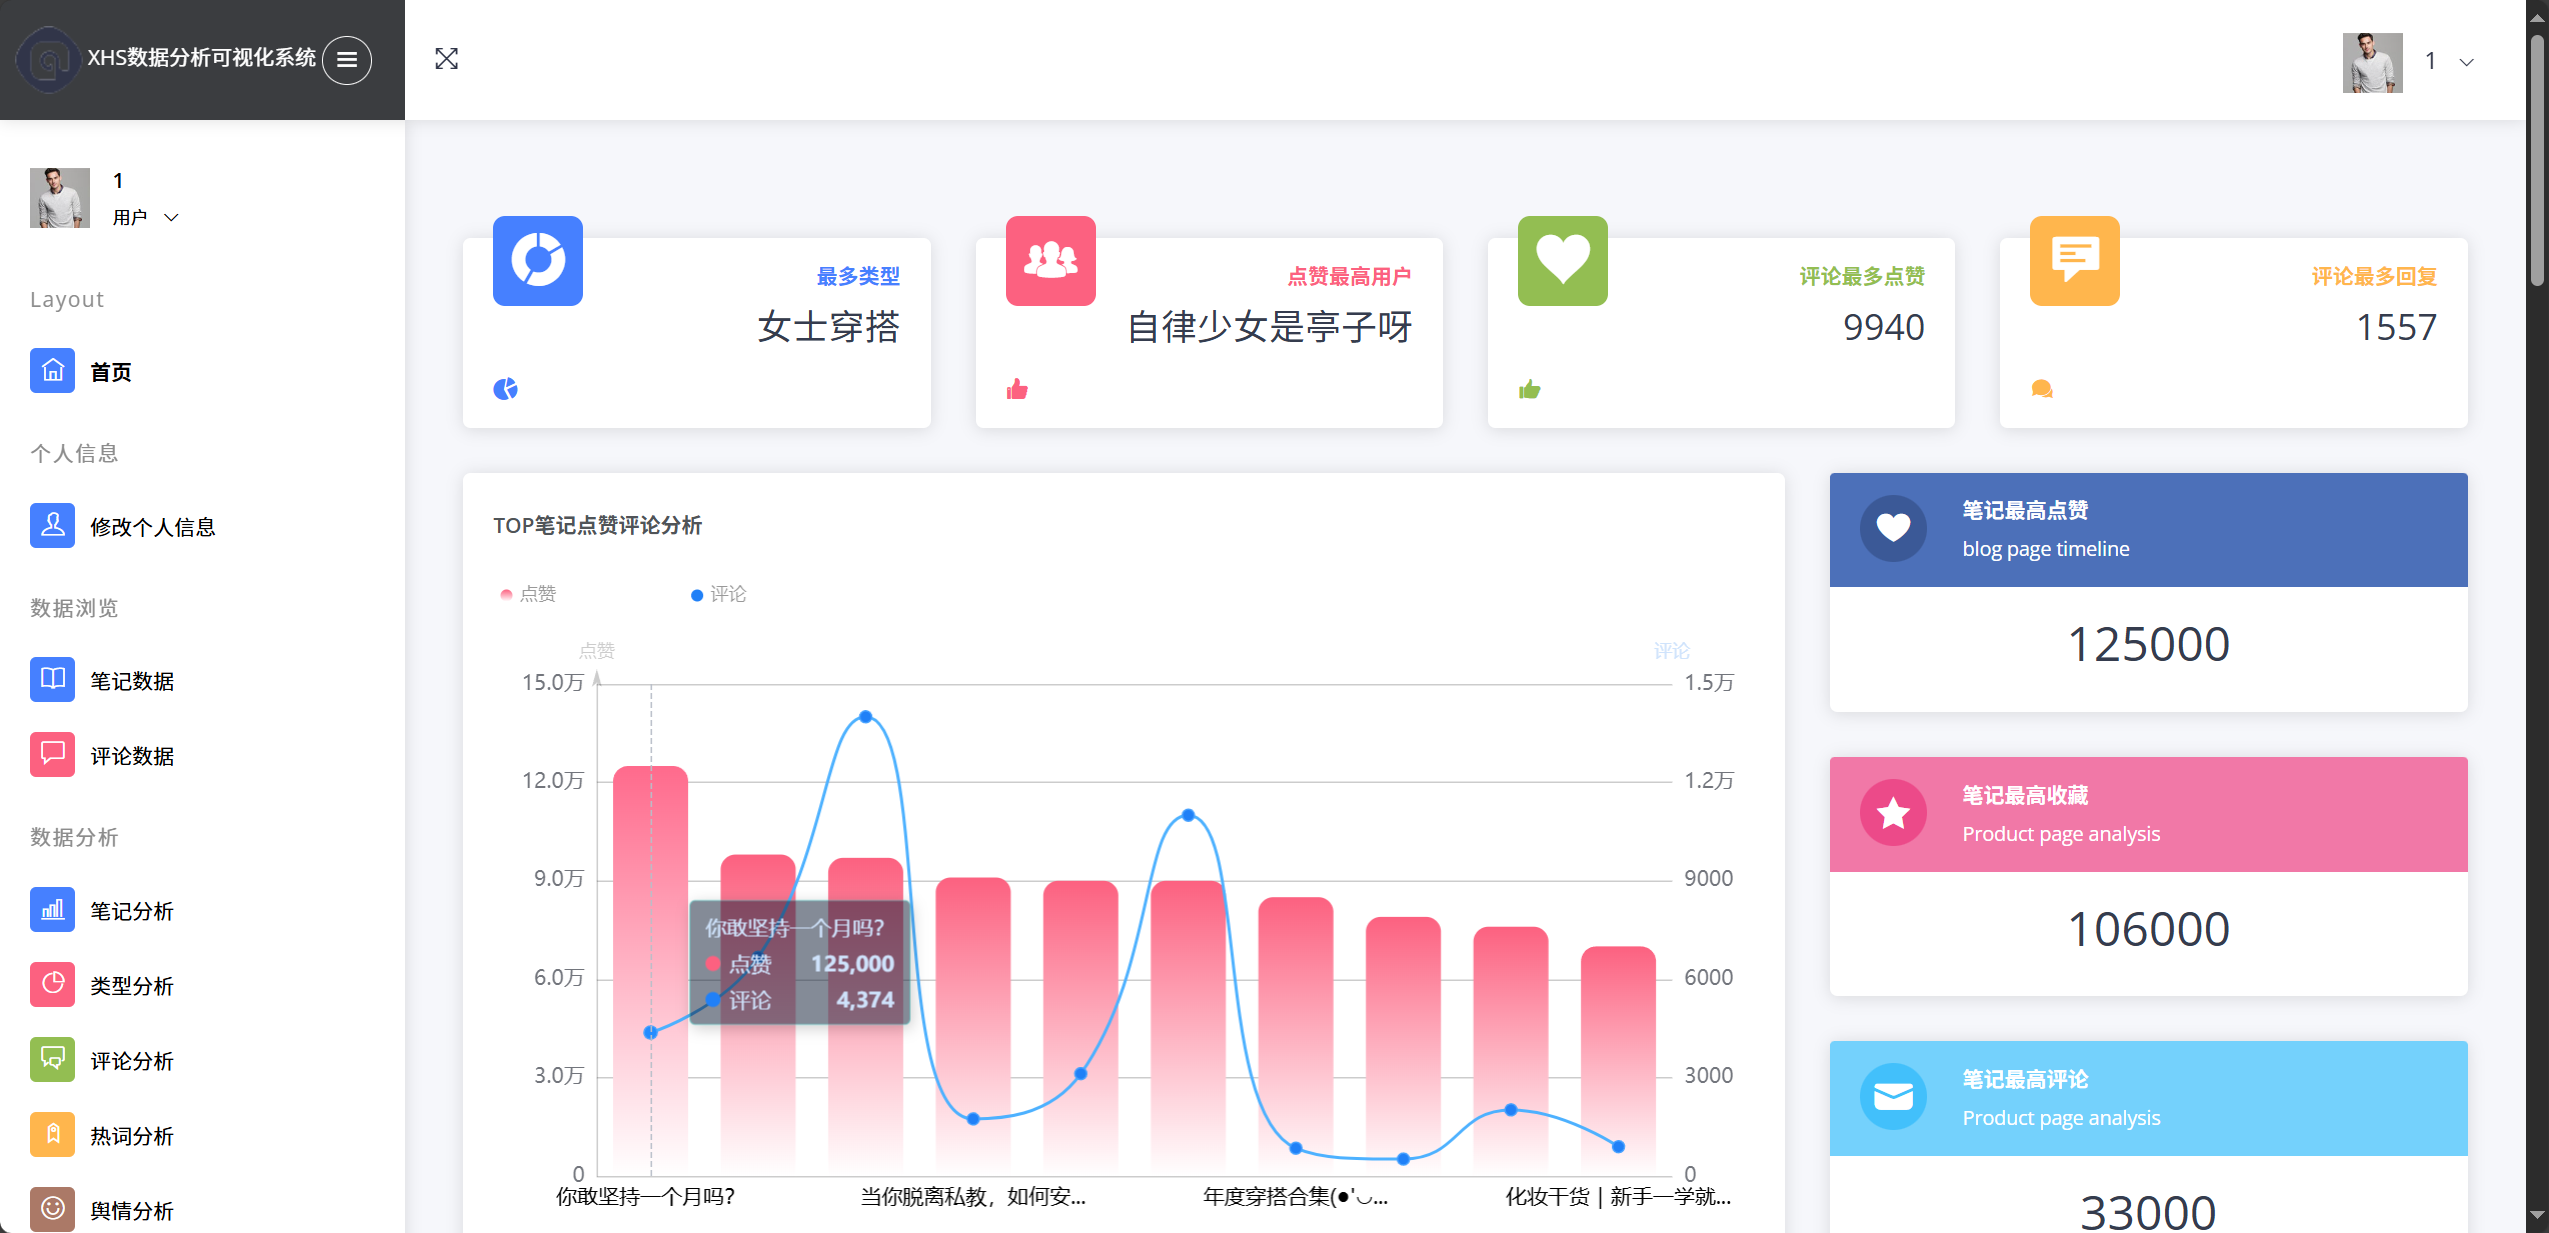 XHS数据分析可视化系统
1
1
用户
Layout
首页
个人信息
修改个人信息
数据浏览
笔记数据
评论数据
数据分析
笔记分析
类型分析
评论分析
热词分析
舆情分析
最多类型
女士穿搭
点赞最高用户
自律少女是亭子呀
评论最多点赞
9940
评论最多回复
1557
TOP笔记点赞评论分析
点赞 评论
点赞 评论
15.0万 1.5万
12.0万 1.2万
9.0万 9000
6.0万 6000
3.0万 3000
0 0
你敢坚持一个月吗?
点赞 125,000
评论 4,374
你敢坚持一个月吗? 当你脱离私教，如何安... 年度穿搭合集(●'◡... 化妆干货 | 新手一学就...
笔记最高点赞
blog page timeline
125000
笔记最高收藏
Product page analysis
106000
笔记最高评论
Product page analysis
33000